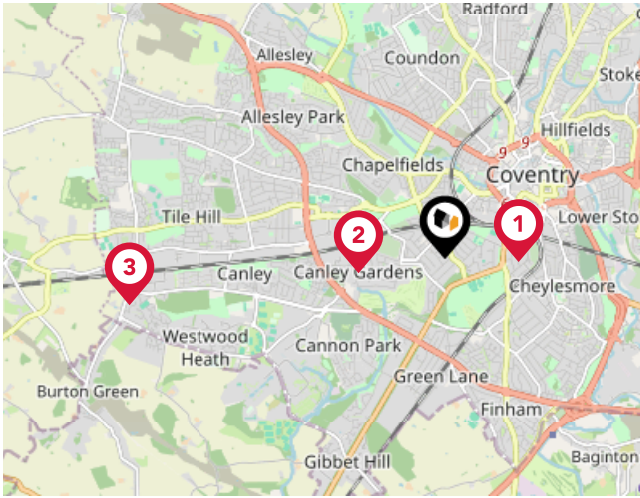 Radford
Allesley
Coundon
Stoke
Allesley Park
Hillfields
9
9
Chapelfields
Coventry
Tile Hill
1
Lower Sto
2
3
Canley
Canley Gardens
Cheylesmore
Westwood
Heath
Cannon Park
Green Lane
Burton Green
Finham
Gibbet Hill
Baginton